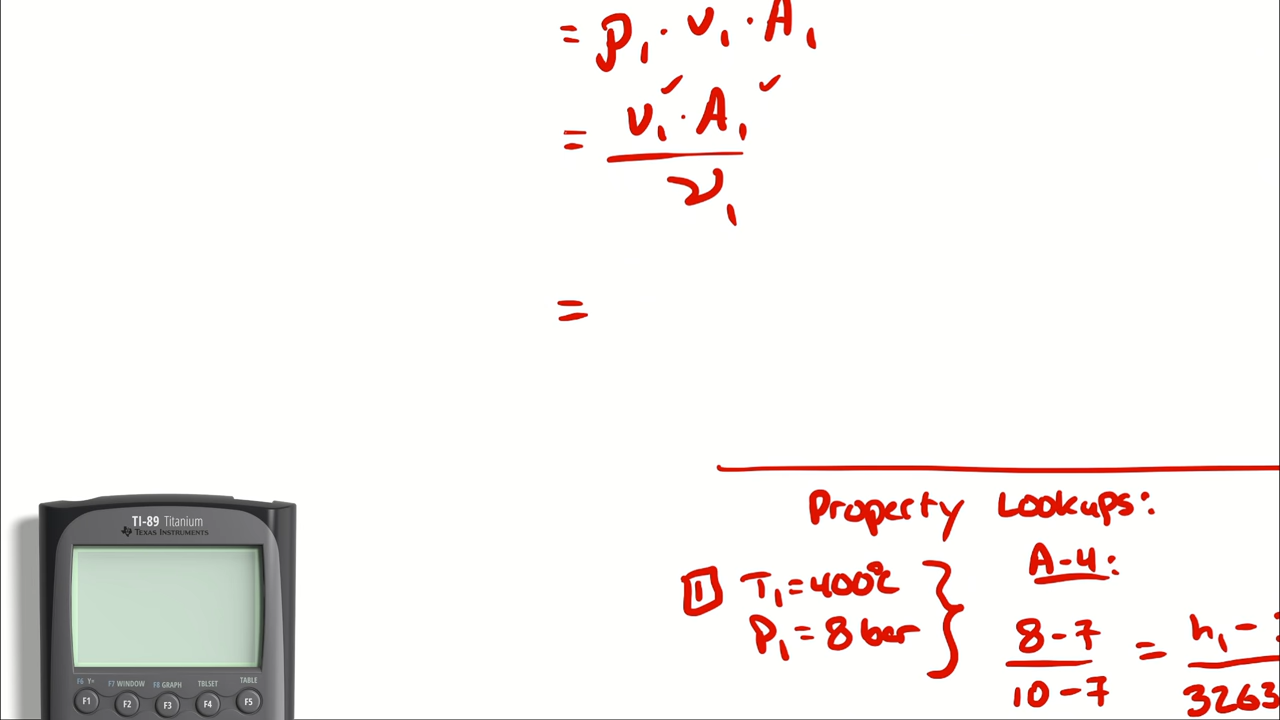 = ρ₁ · v₁ · A₁
= v₁✓ · A₁✓ / ν₁
=
Property Lookups:
1 T₁ = 400°C
P₁ = 8 bar
A-4:
8 - 7 / 10 - 7 = h₁ - / 3263
TI-89 Titanium
TEXAS INSTRUMENTS
F6 Y= F7 WINDOW F8 GRAPH TBLSET TABLE
F1 F2 F3 F4 F5